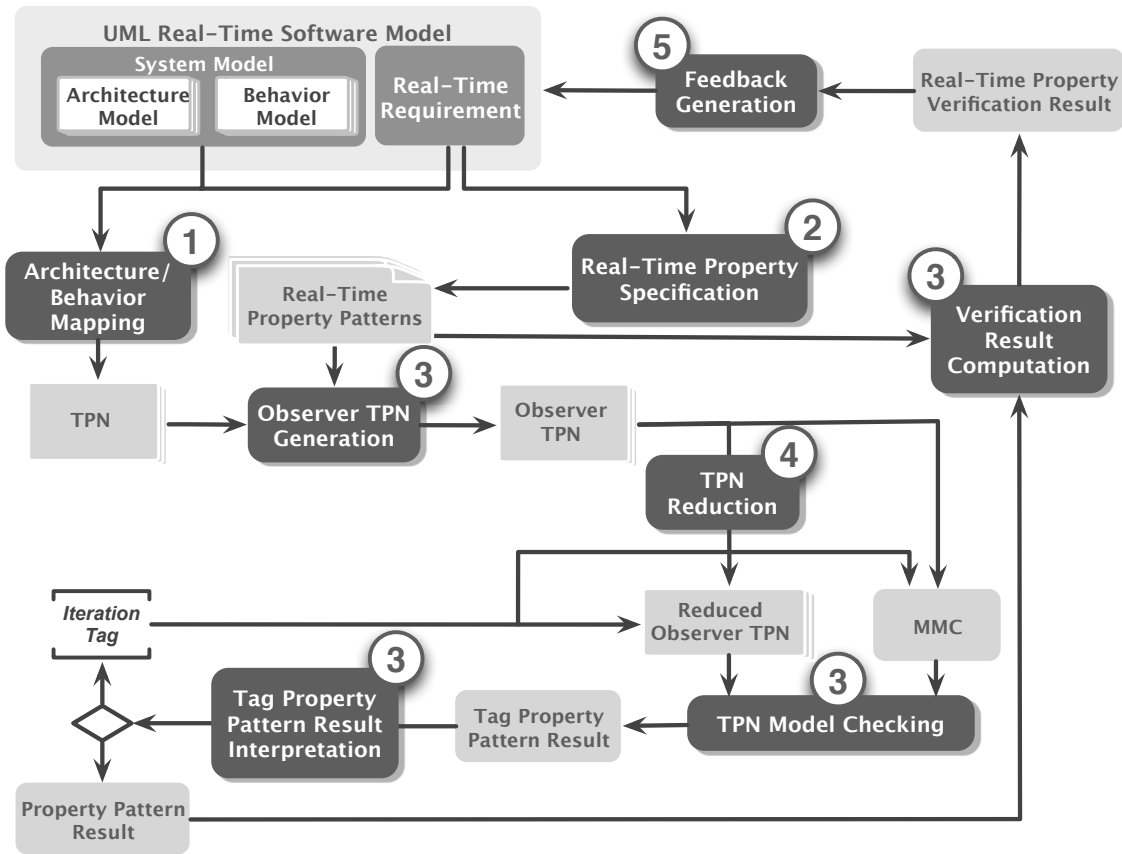 UML Real-Time Software Model
System Model
Architecture
Model
Behavior
Model
Real-Time
Requirement
5
Feedback
Generation
Real-Time Property
Verification Result
1
Architecture/
Behavior
Mapping
2
Real-Time Property
Specification
Real-Time
Property Patterns
3
Verification
Result
Computation
TPN
3
Observer TPN
Generation
Observer
TPN
4
TPN
Reduction
Iteration
Tag
Reduced
Observer TPN
MMC
3
Tag Property
Pattern Result
Interpretation
Tag Property
Pattern Result
3
TPN Model Checking
Property Pattern
Result